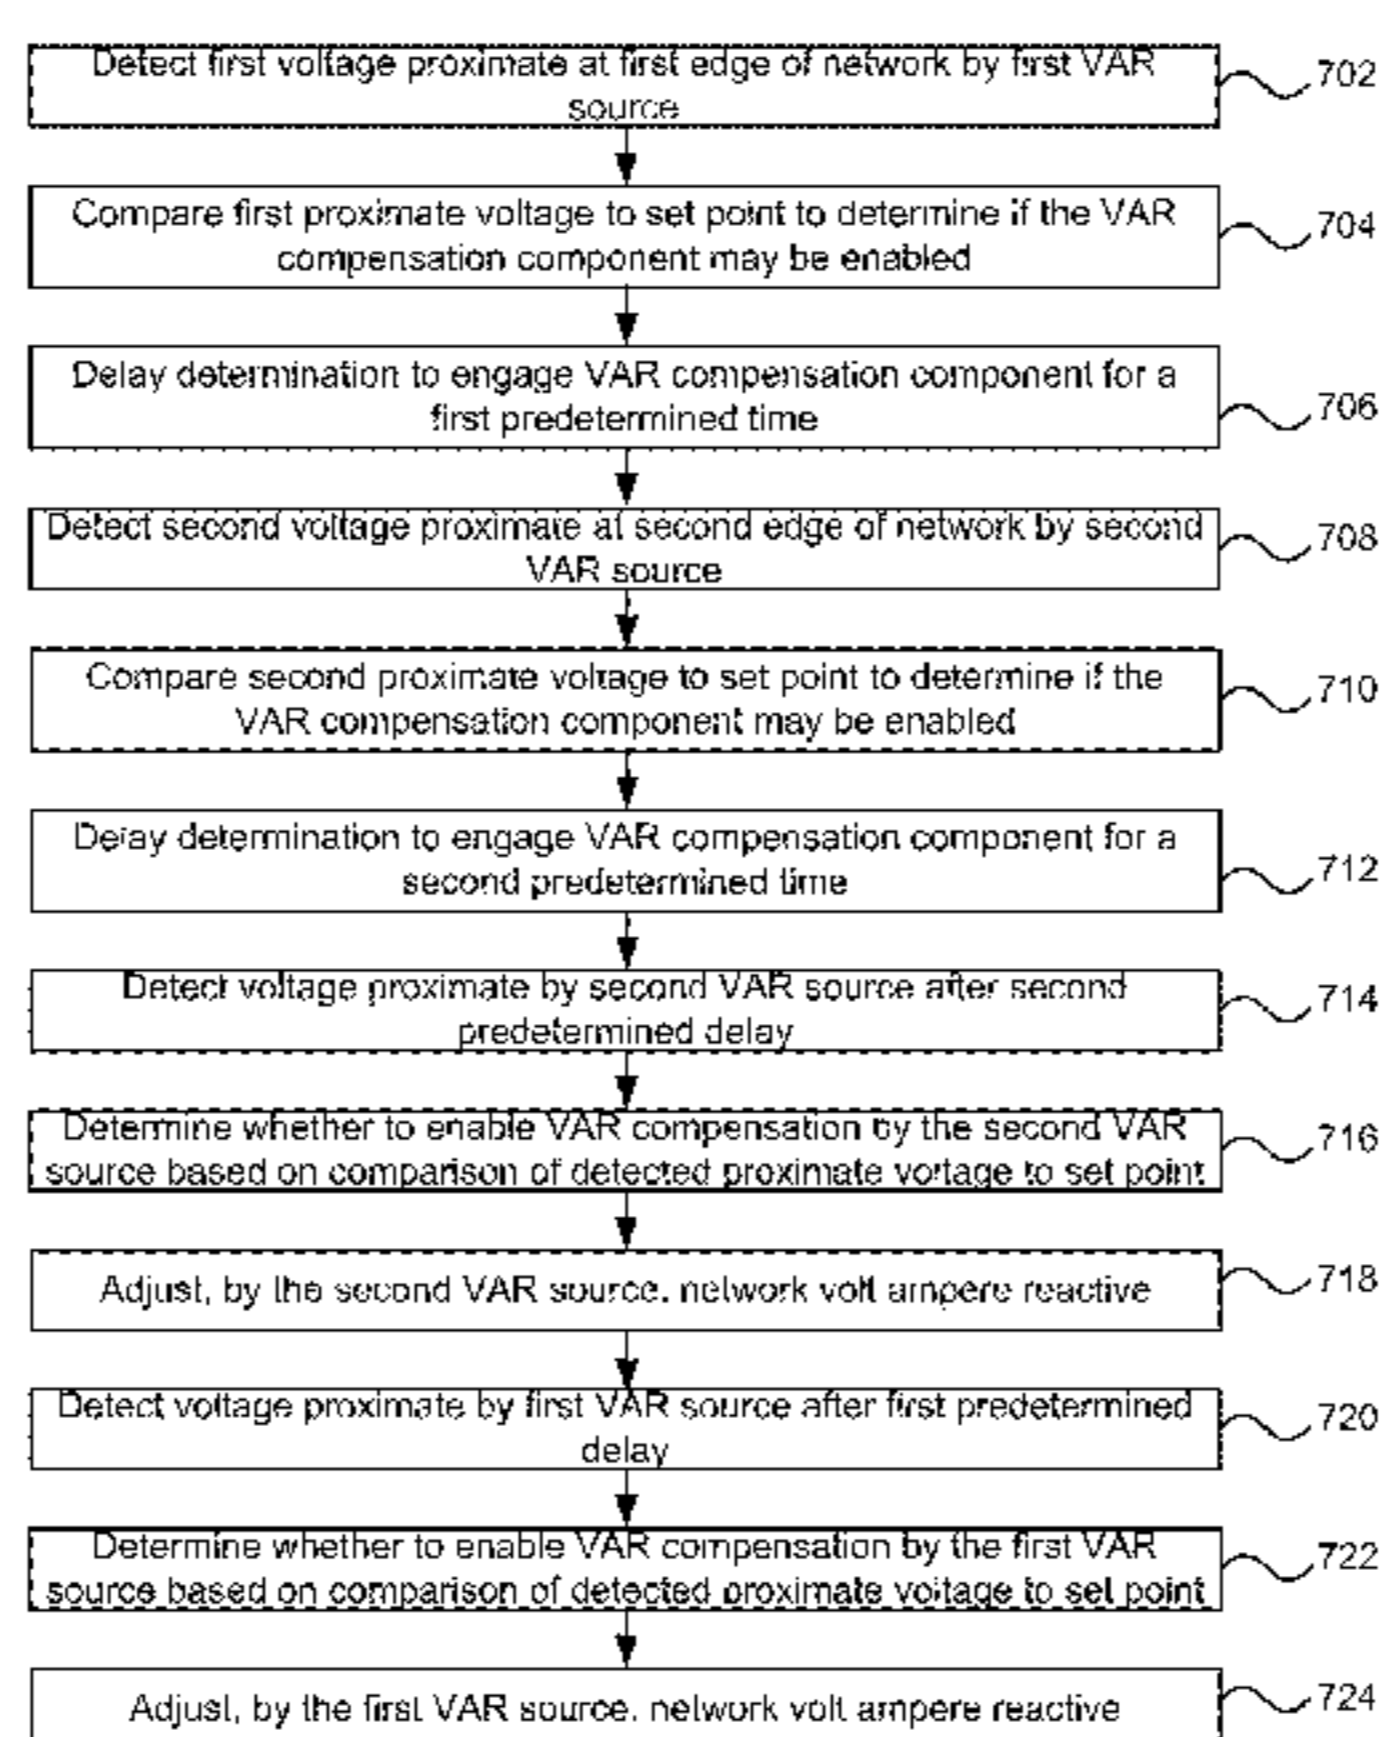 Detect first voltage proximate at first edge of network by first VAR
source
702
Compare first proximate voltage to set point to determine if the VAR
compensation component may be enabled
704
Delay determination to engage VAR compensation component for a
first predetermined time
706
Detect second voltage proximate at second edge of network by second
VAR source
708
Compare second proximate voltage to set point to determine if the
VAR compensation component may be enabled
710
Delay determination to engage VAR compensation component for a
second predetermined time
712
Detect voltage proximate by second VAR source after second
predetermined delay
714
Determine whether to enable VAR compensation by the second VAR
source based on comparison of detected proximate voltage to set point
716
Adjust, by the second VAR source, network volt ampere reactive
718
Detect voltage proximate by first VAR source after first predetermined
delay
720
Determine whether to enable VAR compensation by the first VAR
source based on comparison of detected proximate voltage to set point
722
Adjust, by the first VAR source, network volt ampere reactive
724